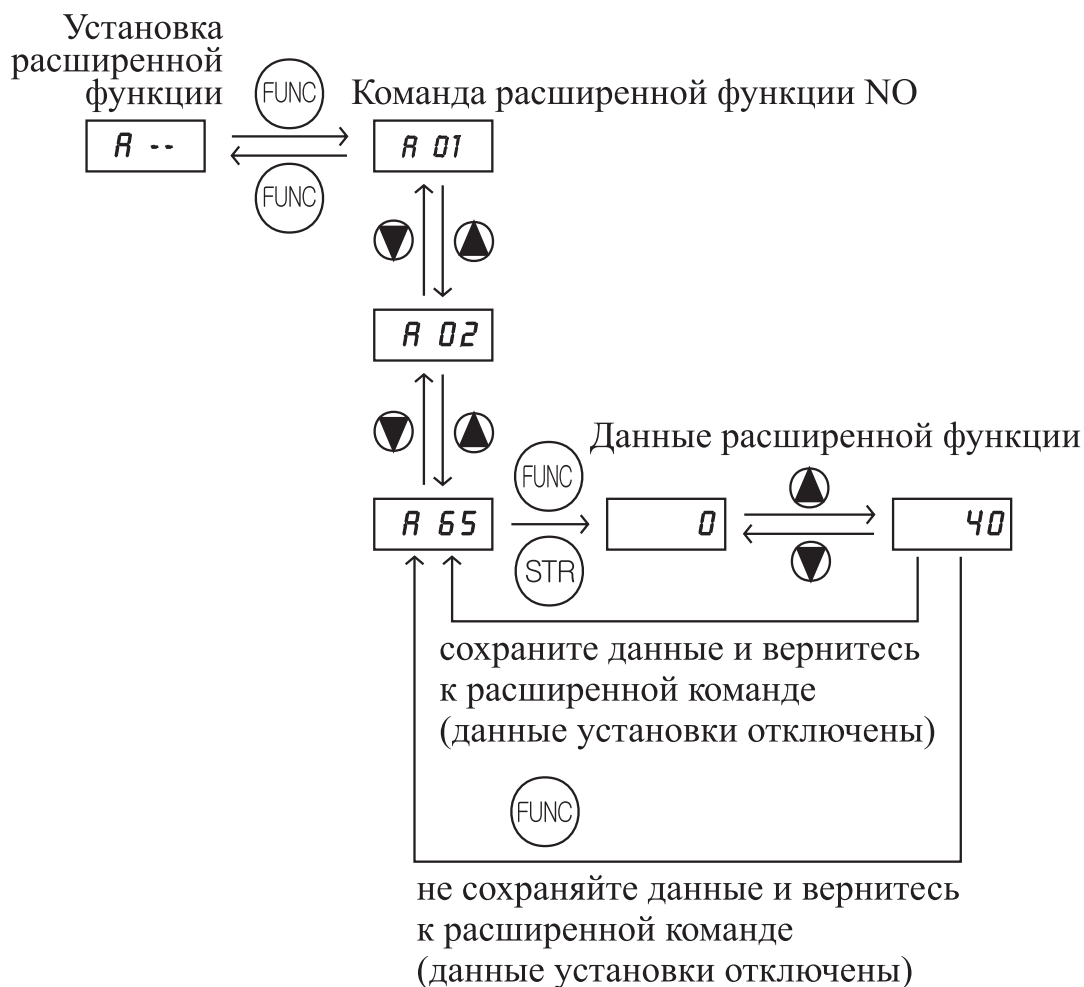 Установка
расширенной
функции
FUNC
Команда расширенной функции NO
A --
A 01
FUNC
A 02
Данные расширенной функции
FUNC
A 65
0
40
STR
сохраните данные и вернитесь
к расширенной команде
(данные установки отключены)
FUNC
не сохраняйте данные и вернитесь
к расширенной команде
(данные установки отключены)